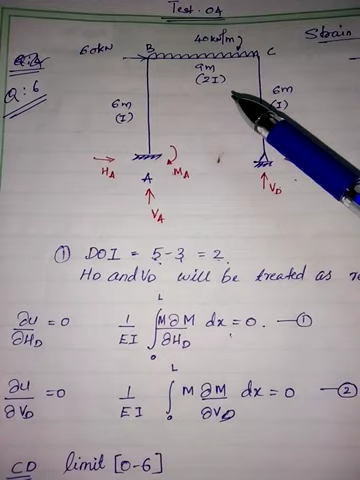 Test - 04
Strain
Q:6
60kN
B
40kN/m
C
9m
(2I)
6m
(I)
6m
(I)
HA
MA
A
VA
VD
① DOI = 5-3 = 2.
HD and VD will be treated as
∂U/∂HD = 0 1/EI ∫₀ᴸ M∂M/∂HD dx = 0. —①
∂U/∂VD = 0 1/EI ∫₀ᴸ M ∂M/∂VD dx = 0 —②
CD limit [0-6]